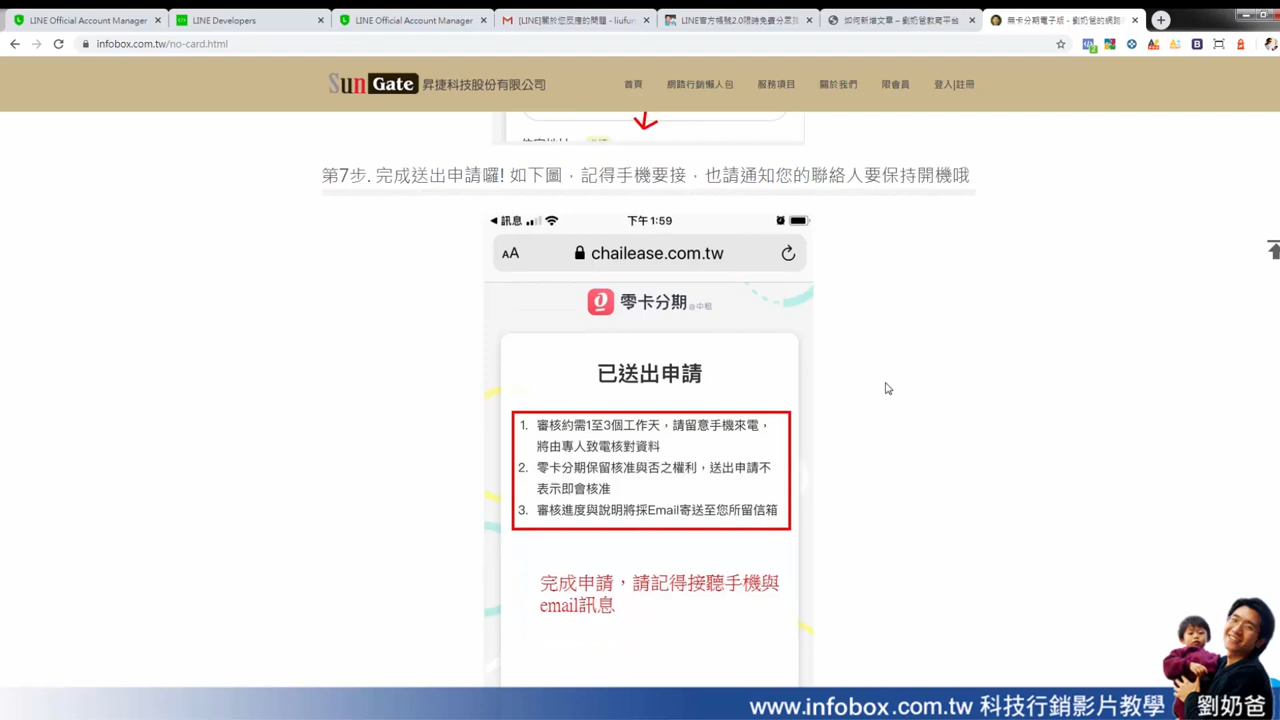 LINE Official Account Manager
LINE Developers
LINE Official Account Manager
[LINE]關於您反應的問題 - liufun
LINE官方帳號2.0限時免費分眾訊
如何新增文章 – 劉奶爸教育平台
無卡分期電子版 - 劉奶爸的網路
infobox.com.tw/no-card.html
Sun Gate 昇捷科技股份有限公司
首頁
網路行銷懶人包
服務項目
關於我們
限會員
登入|註冊
第7步. 完成送出申請囉! 如下圖，記得手機要接，也請通知您的聯絡人要保持開機哦
◀ 訊息
下午1:59
AA
chailease.com.tw
零卡分期@中租
已送出申請
1. 審核約需1至3個工作天，請留意手機來電，
將由專人致電核對資料
2. 零卡分期保留核准與否之權利，送出申請不
表示即會核准
3. 審核進度與說明將採Email寄送至您所留信箱
完成申請，請記得接聽手機與
email訊息
www.infobox.com.tw 科技行銷影片教學
劉奶爸